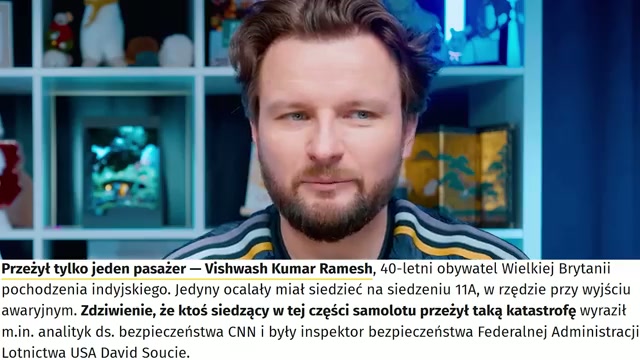 Przeżył tylko jeden pasażer — Vishwash Kumar Ramesh, 40-letni obywatel Wielkiej Brytanii
pochodzenia indyjskiego. Jedyny ocalały miał siedzieć na siedzeniu 11A, w rzędzie przy wyjściu
awaryjnym. Zdziwienie, że ktoś siedzący w tej części samolotu przeżył taką katastrofę wyraził
m.in. analityk ds. bezpieczeństwa CNN i były inspektor bezpieczeństwa Federalnej Administracji
Lotnictwa USA David Soucie.